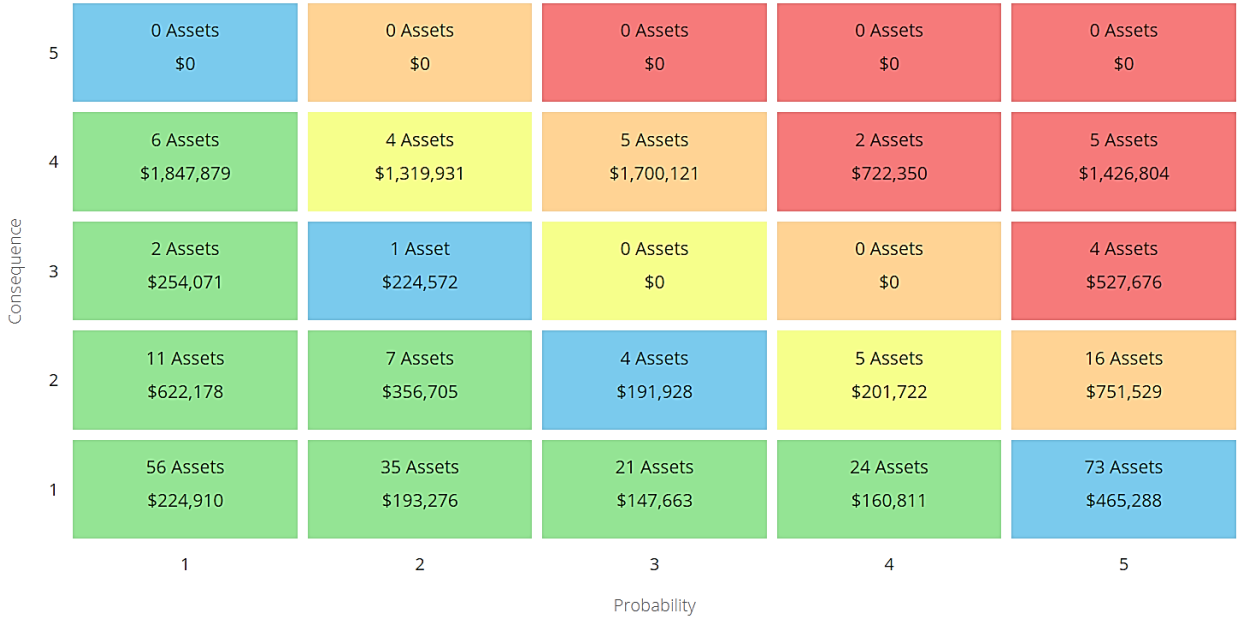 0 Assets
$0
0 Assets
$0
0 Assets
$0
0 Assets
$0
0 Assets
$0
5
6 Assets
$1,847,879
4 Assets
$1,319,931
5 Assets
$1,700,121
2 Assets
$722,350
5 Assets
$1,426,804
4
2 Assets
$254,071
1 Asset
$224,572
0 Assets
$0
0 Assets
$0
4 Assets
$527,676
3
Consequence
11 Assets
$622,178
7 Assets
$356,705
4 Assets
$191,928
5 Assets
$201,722
16 Assets
$751,529
2
56 Assets
$224,910
35 Assets
$193,276
21 Assets
$147,663
24 Assets
$160,811
73 Assets
$465,288
1
1 2 3 4 5
Probability